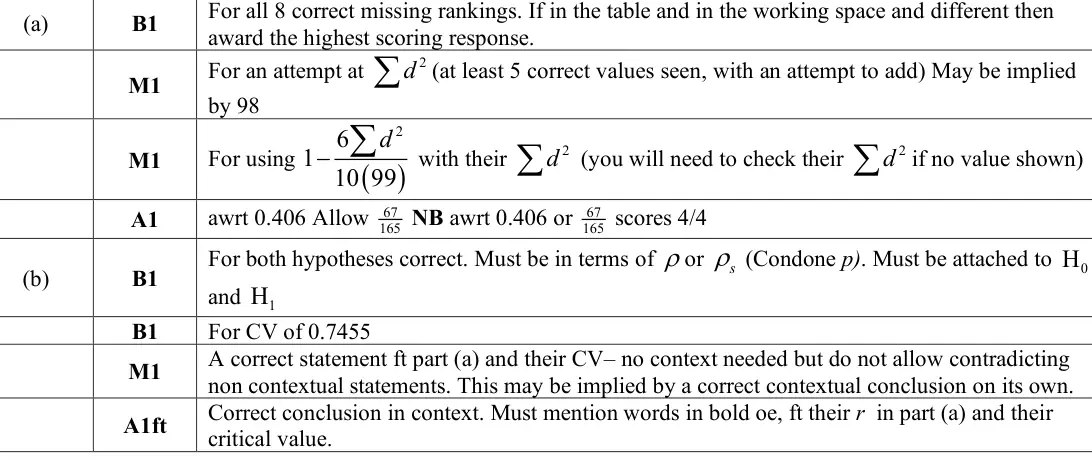 (a) B1 For all 8 correct missing rankings. If in the table and in the working space and different then
award the highest scoring response.
M1 For an attempt at ∑d² (at least 5 correct values seen, with an attempt to add) May be implied
by 98
M1 For using 1 − 6∑d² / 10(99) with their ∑d² (you will need to check their ∑d² if no value shown)
A1 awrt 0.406 Allow 67/165 NB awrt 0.406 or 67/165 scores 4/4
(b) B1 For both hypotheses correct. Must be in terms of ρ or ρₛ (Condone p). Must be attached to H₀
and H₁
B1 For CV of 0.7455
M1 A correct statement ft part (a) and their CV– no context needed but do not allow contradicting
non contextual statements. This may be implied by a correct contextual conclusion on its own.
A1ft Correct conclusion in context. Must mention words in bold oe, ft their r in part (a) and their
critical value.